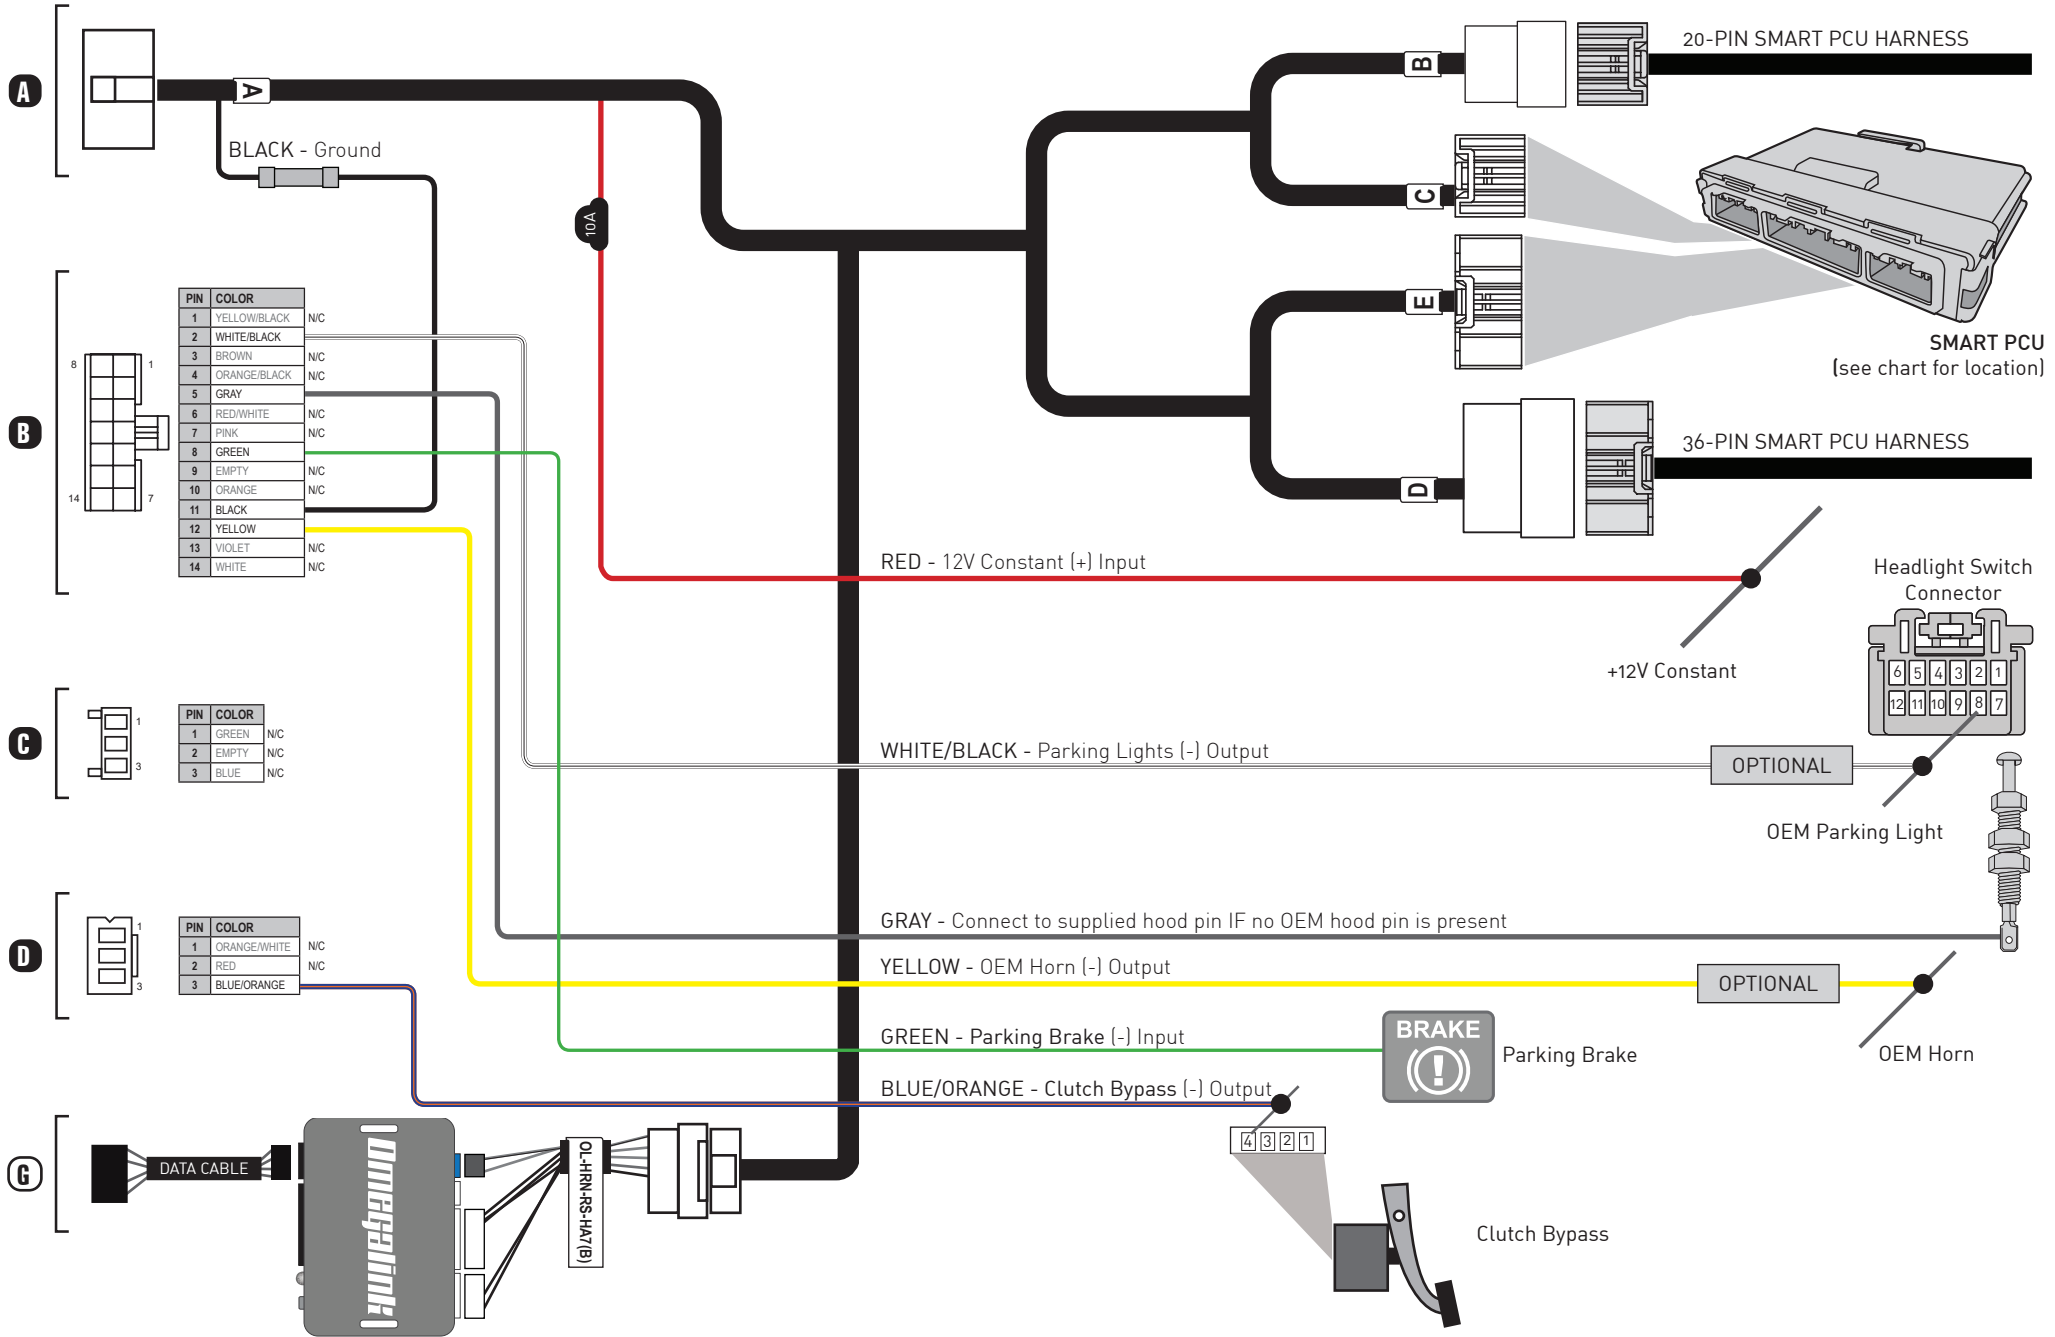 A
A
BLACK - Ground
10A
B
20-PIN SMART PCU HARNESS
C
E
SMART PCU
(see chart for location)
D
36-PIN SMART PCU HARNESS
B
8
1
14
7
PIN COLOR
1 YELLOW/BLACK N/C
2 WHITE/BLACK
3 BROWN N/C
4 ORANGE/BLACK N/C
5 GRAY
6 RED/WHITE N/C
7 PINK N/C
8 GREEN
9 EMPTY N/C
10 ORANGE N/C
11 BLACK
12 YELLOW
13 VIOLET N/C
14 WHITE N/C
RED - 12V Constant (+) Input
+12V Constant
Headlight Switch
Connector
6 5 4 3 2 1
12 11 10 9 8 7
C
1
3
PIN COLOR
1 GREEN N/C
2 EMPTY N/C
3 BLUE N/C
WHITE/BLACK - Parking Lights (-) Output
OPTIONAL
OEM Parking Light
D
1
3
PIN COLOR
1 ORANGE/WHITE N/C
2 RED N/C
3 BLUE/ORANGE
GRAY - Connect to supplied hood pin IF no OEM hood pin is present
YELLOW - OEM Horn (-) Output
OPTIONAL
OEM Horn
GREEN - Parking Brake (-) Input
BRAKE
!
Parking Brake
BLUE/ORANGE - Clutch Bypass (-) Output
4 3 2 1
Clutch Bypass
G
DATA CABLE
Omegalink
OL-HRN-RS-HA7(B)